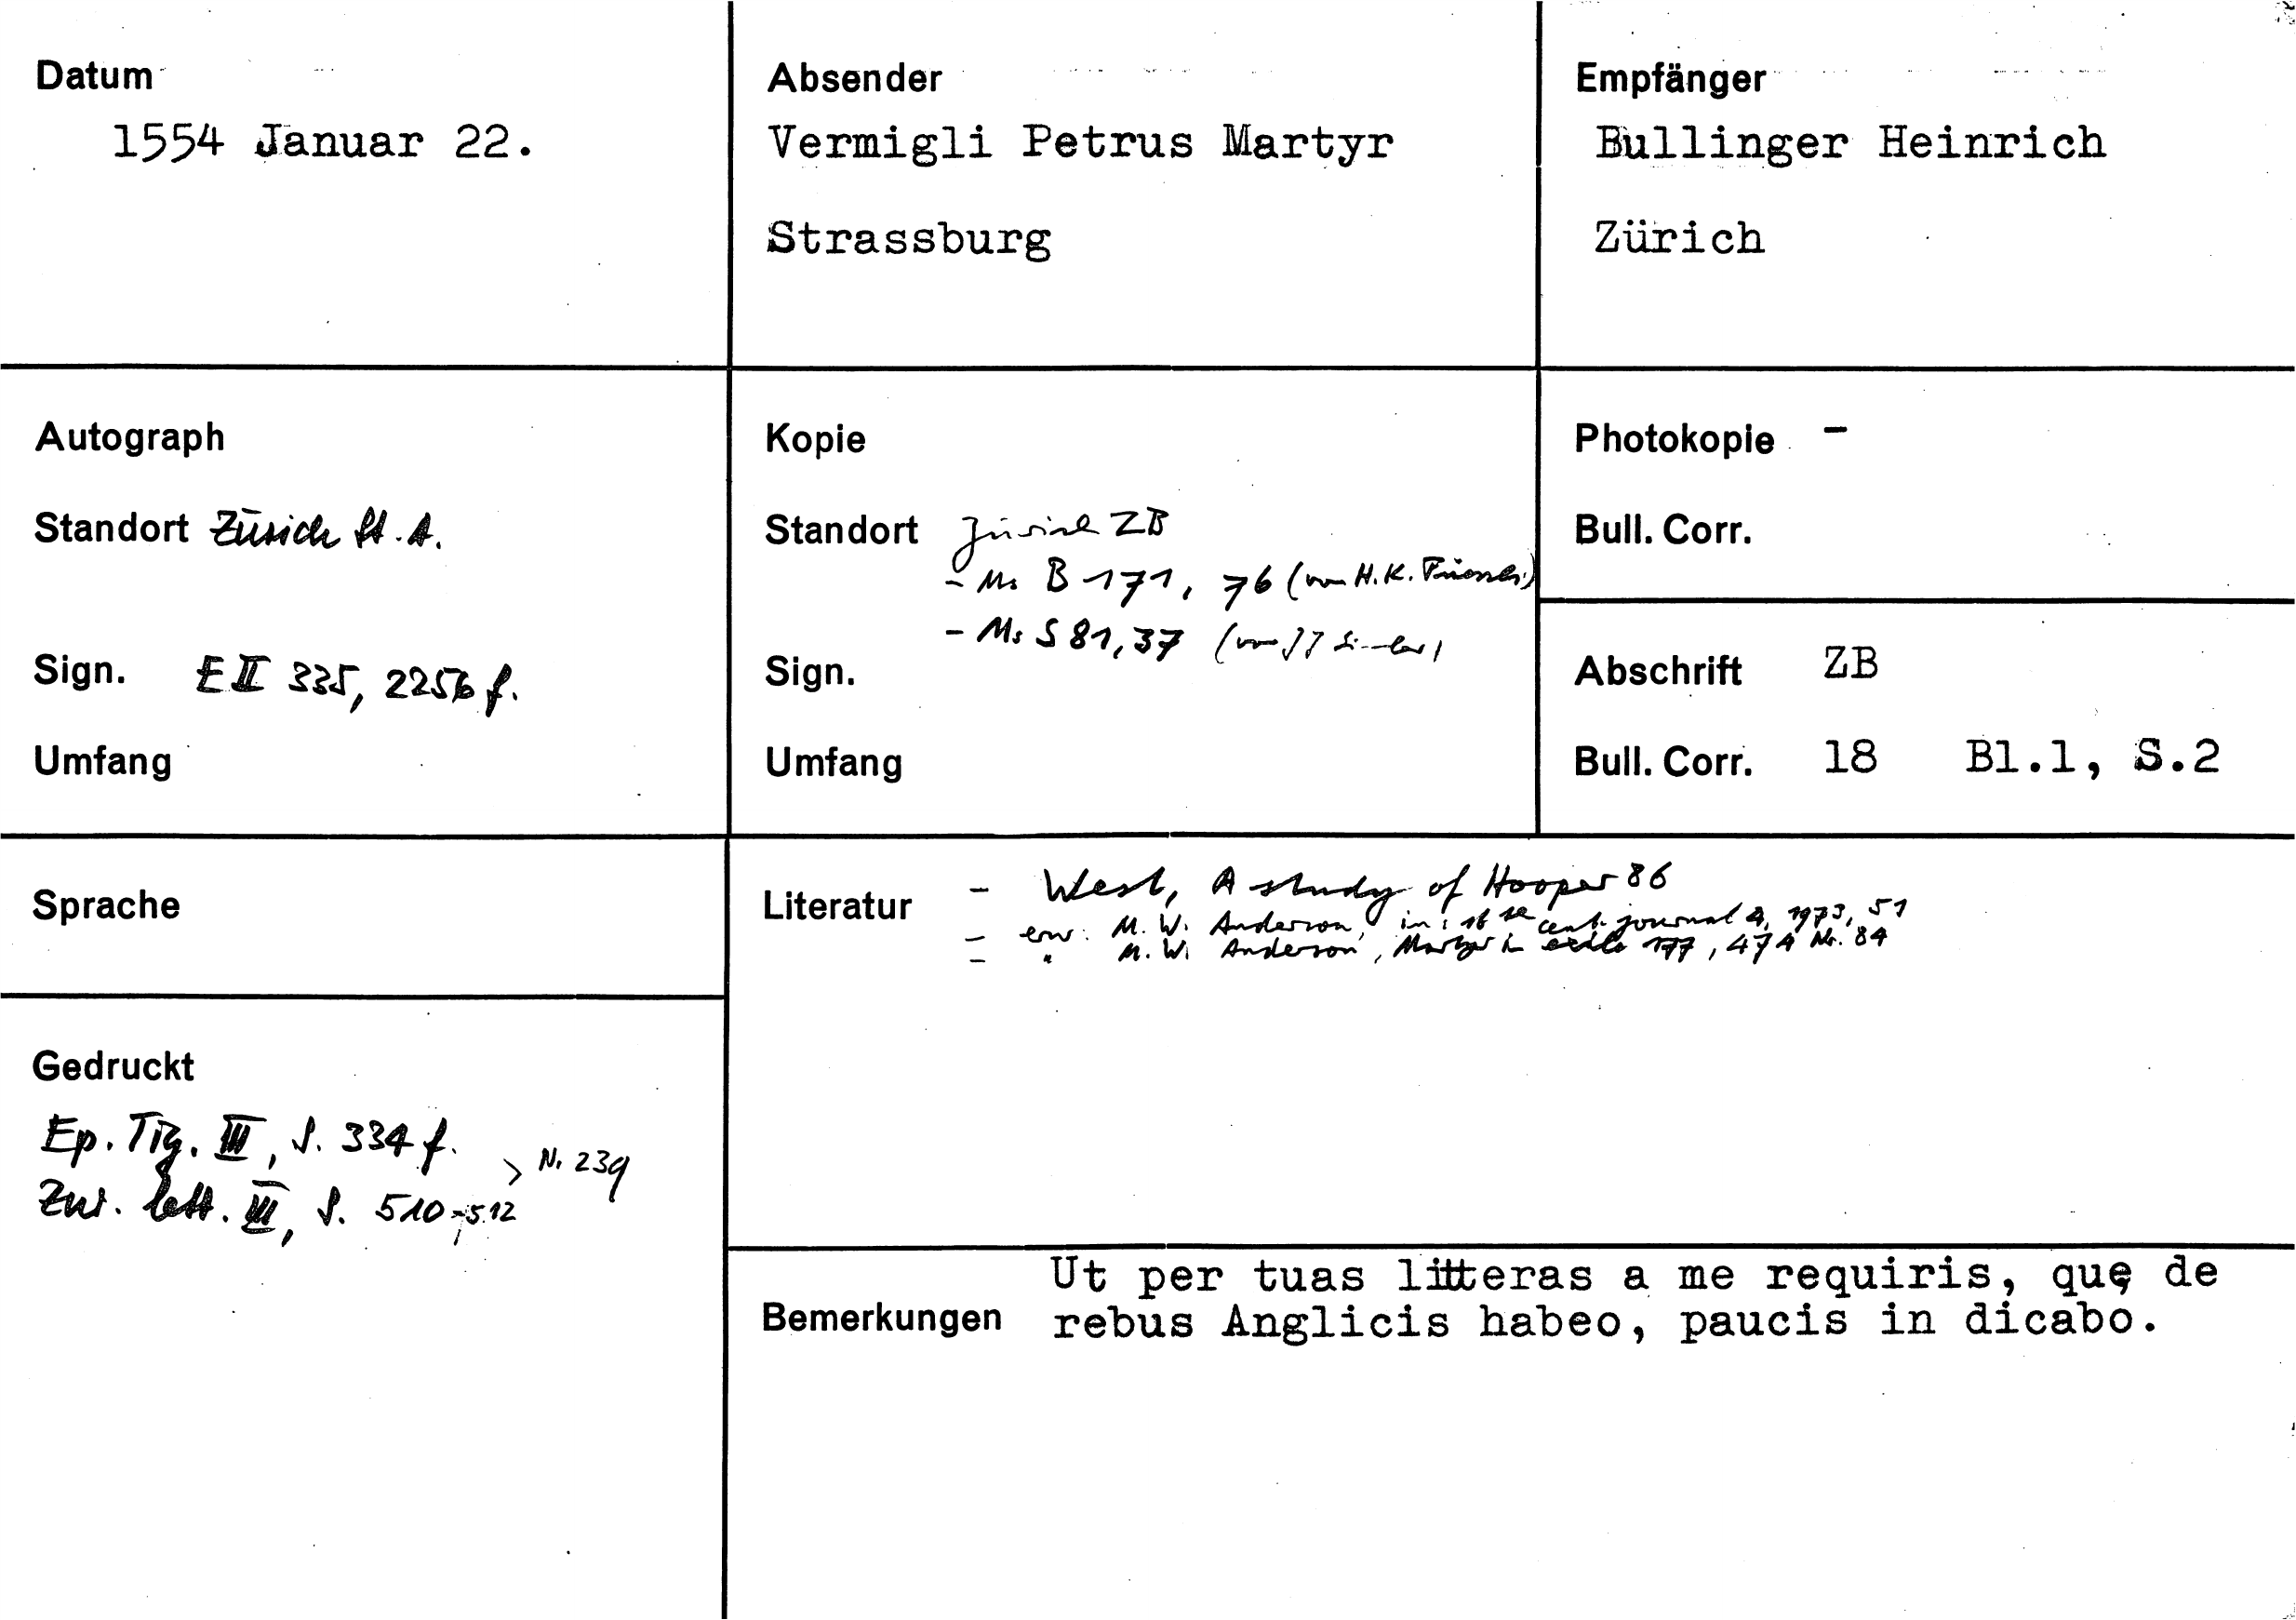 Datum
1554 Januar 22.
Absender
Vermigli Petrus Martyr
Strassburg
Empfänger
Bullinger Heinrich
Zürich
Autograph
Standort Zürich St. A.
Sign. E II 335, 2256 f.
Umfang
Kopie
Standort Zürich ZB
- Ms B 171, 76 (von H. K. Füssli)
- Ms S 81, 37 (von JJ Simler)
Sign.
Umfang
Photokopie -
Bull. Corr.
Abschrift ZB
Bull. Corr. 18 Bl.1, S.2
Sprache
Literatur - West, A study of Hooper 86
- erw. M. W. Anderson, in: 16 cent. journal 4, 1973, 51
- " M. W. Anderson, Martyr in exile 177, 474 Nr. 84
Gedruckt
Ep. Tig. III, S. 334 f.
> Nr 239
Zur. lett. III, S. 510-512
Bemerkungen
Ut per tuas litteras a me requiris, quę de
rebus Anglicis habeo, paucis in dicabo.